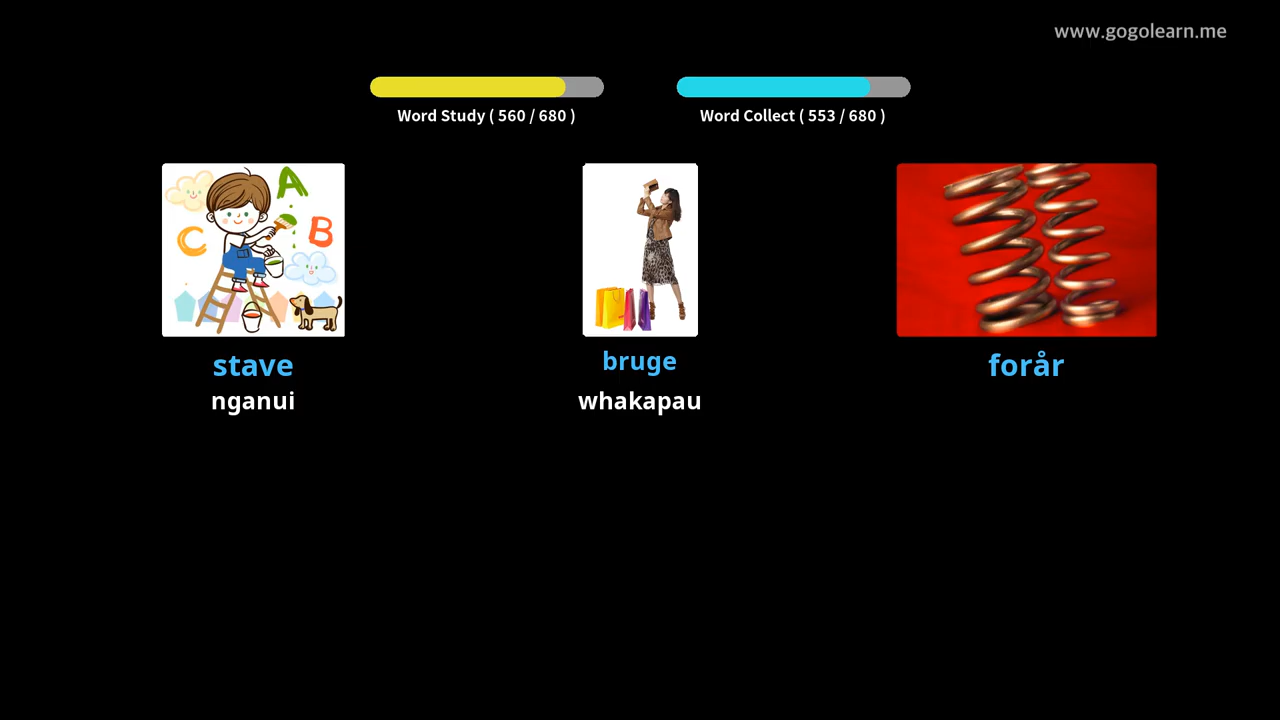 www.gogolearn.me
Word Study ( 560 / 680 )
Word Collect ( 553 / 680 )
A
B
C
stave
nganui
bruge
whakapau
forår